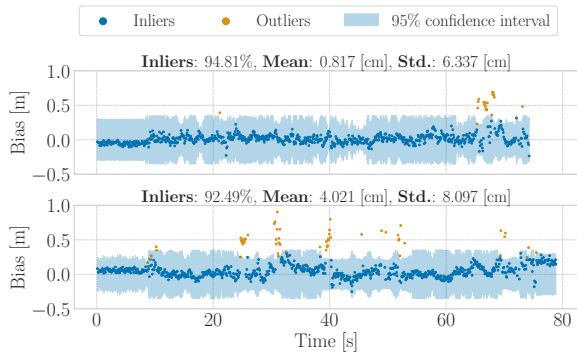 Inliers Outliers 95% confidence interval
Inliers: 94.81%, Mean: 0.817 [cm], Std.: 6.337 [cm]
1.0
0.5
0.0
−0.5
Bias [m]
Inliers: 92.49%, Mean: 4.021 [cm], Std.: 8.097 [cm]
1.0
0.5
0.0
−0.5
Bias [m]
0 20 40 60 80
Time [s]